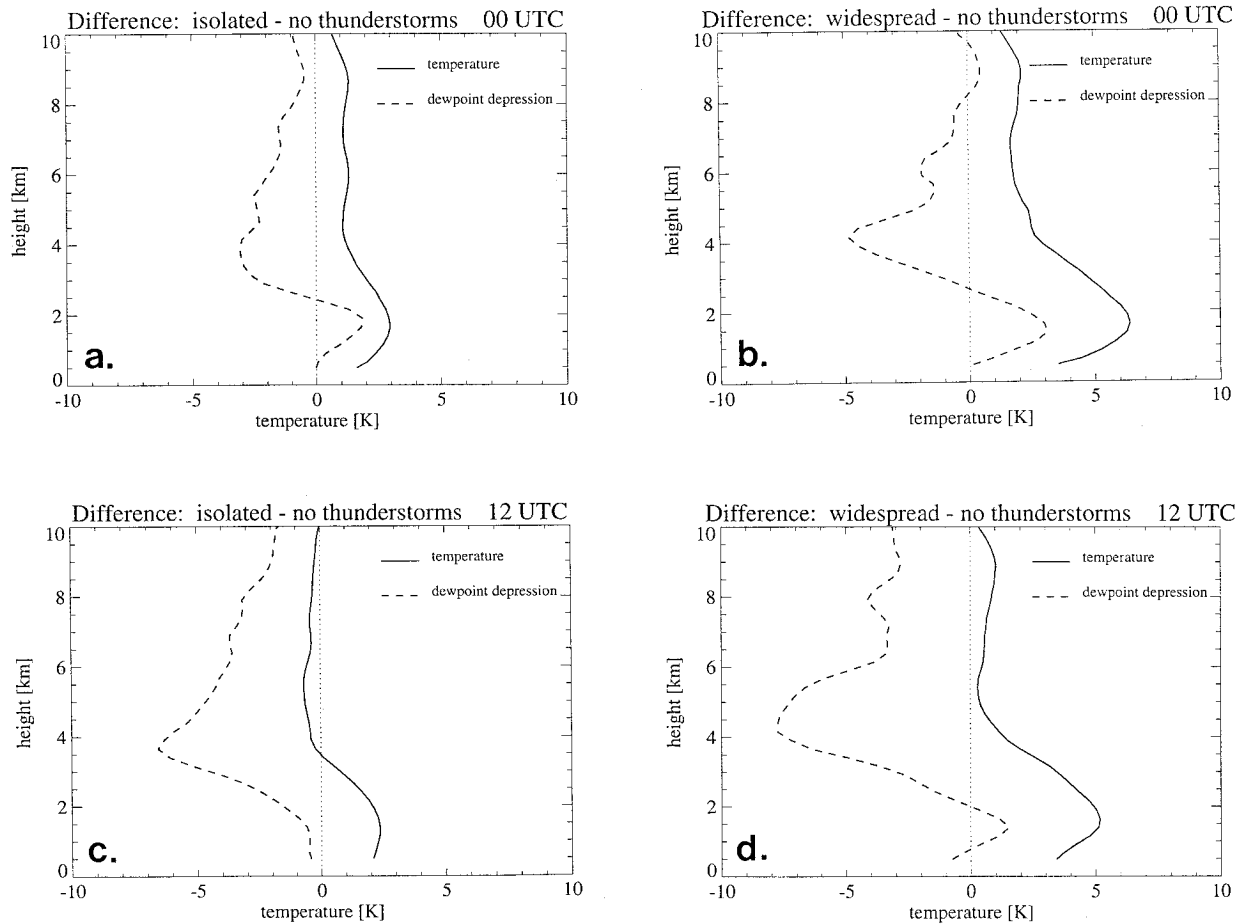 Difference: isolated - no thunderstorms 00 UTC
10
8
6
4
2
0
height [km]
temperature
dewpoint depression
a.
-10 -5 0 5 10
temperature [K]
Difference: widespread - no thunderstorms 00 UTC
10
8
6
4
2
0
height [km]
temperature
dewpoint depression
b.
-10 -5 0 5 10
temperature [K]
Difference: isolated - no thunderstorms 12 UTC
10
8
6
4
2
0
height [km]
temperature
dewpoint depression
c.
-10 -5 0 5 10
temperature [K]
Difference: widespread - no thunderstorms 12 UTC
10
8
6
4
2
0
height [km]
temperature
dewpoint depression
d.
-10 -5 0 5 10
temperature [K]